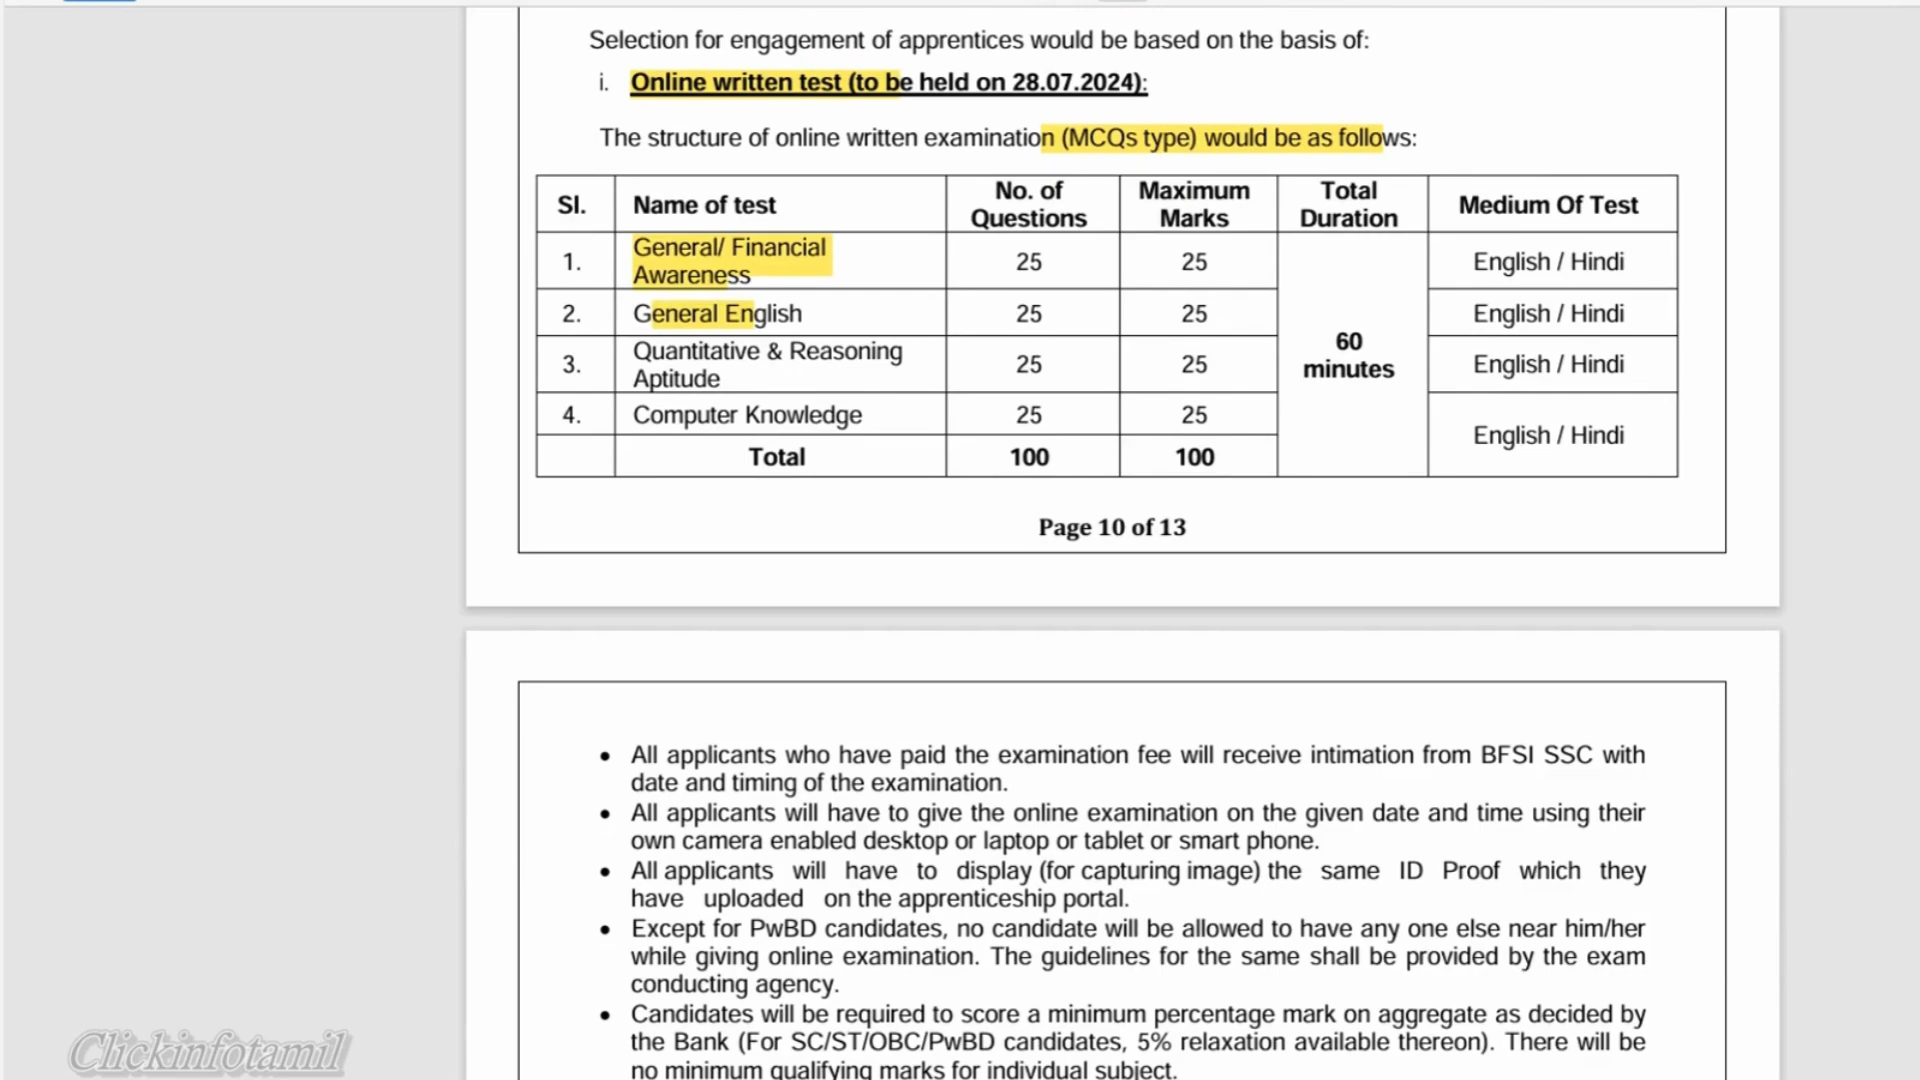 Selection for engagement of apprentices would be based on the basis of:
i. Online written test (to be held on 28.07.2024):
The structure of online written examination (MCQs type) would be as follows:
Sl. Name of test No. of Questions Maximum Marks Total Duration Medium Of Test
1. General/ Financial Awareness 25 25 60 minutes English / Hindi
2. General English 25 25 English / Hindi
3. Quantitative & Reasoning Aptitude 25 25 English / Hindi
4. Computer Knowledge 25 25 English / Hindi
Total 100 100
Page 10 of 13
• All applicants who have paid the examination fee will receive intimation from BFSI SSC with
date and timing of the examination.
• All applicants will have to give the online examination on the given date and time using their
own camera enabled desktop or laptop or tablet or smart phone.
• All applicants will have to display (for capturing image) the same ID Proof which they
have uploaded on the apprenticeship portal.
• Except for PwBD candidates, no candidate will be allowed to have any one else near him/her
while giving online examination. The guidelines for the same shall be provided by the exam
conducting agency.
• Candidates will be required to score a minimum percentage mark on aggregate as decided by
the Bank (For SC/ST/OBC/PwBD candidates, 5% relaxation available thereon). There will be
no minimum qualifying marks for individual subject.
Clickinfotamil